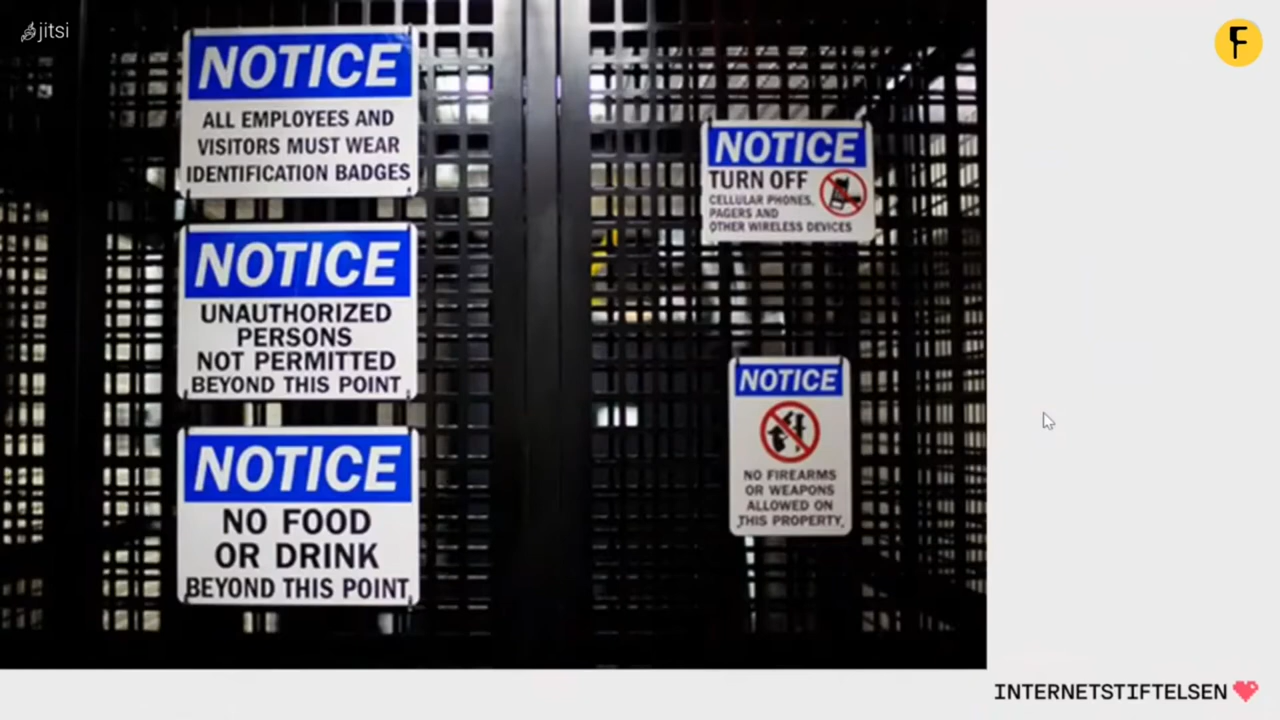 jitsi
F
NOTICE
ALL EMPLOYEES AND
VISITORS MUST WEAR
IDENTIFICATION BADGES
NOTICE
UNAUTHORIZED
PERSONS
NOT PERMITTED
BEYOND THIS POINT
NOTICE
NO FOOD
OR DRINK
BEYOND THIS POINT
NOTICE
TURN OFF
CELLULAR PHONES,
PAGERS AND
OTHER WIRELESS DEVICES
NOTICE
NO FIREARMS
OR WEAPONS
ALLOWED ON
THIS PROPERTY.
INTERNETSTIFTELSEN